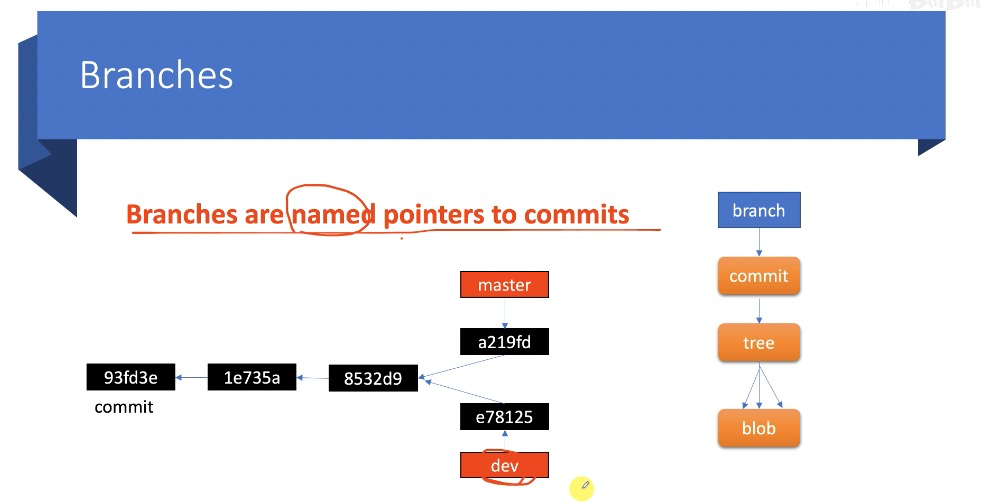 Branches
Branches are named pointers to commits
branch
commit
tree
blob
master
a219fd
93fd3e
1e735a
8532d9
commit
e78125
dev